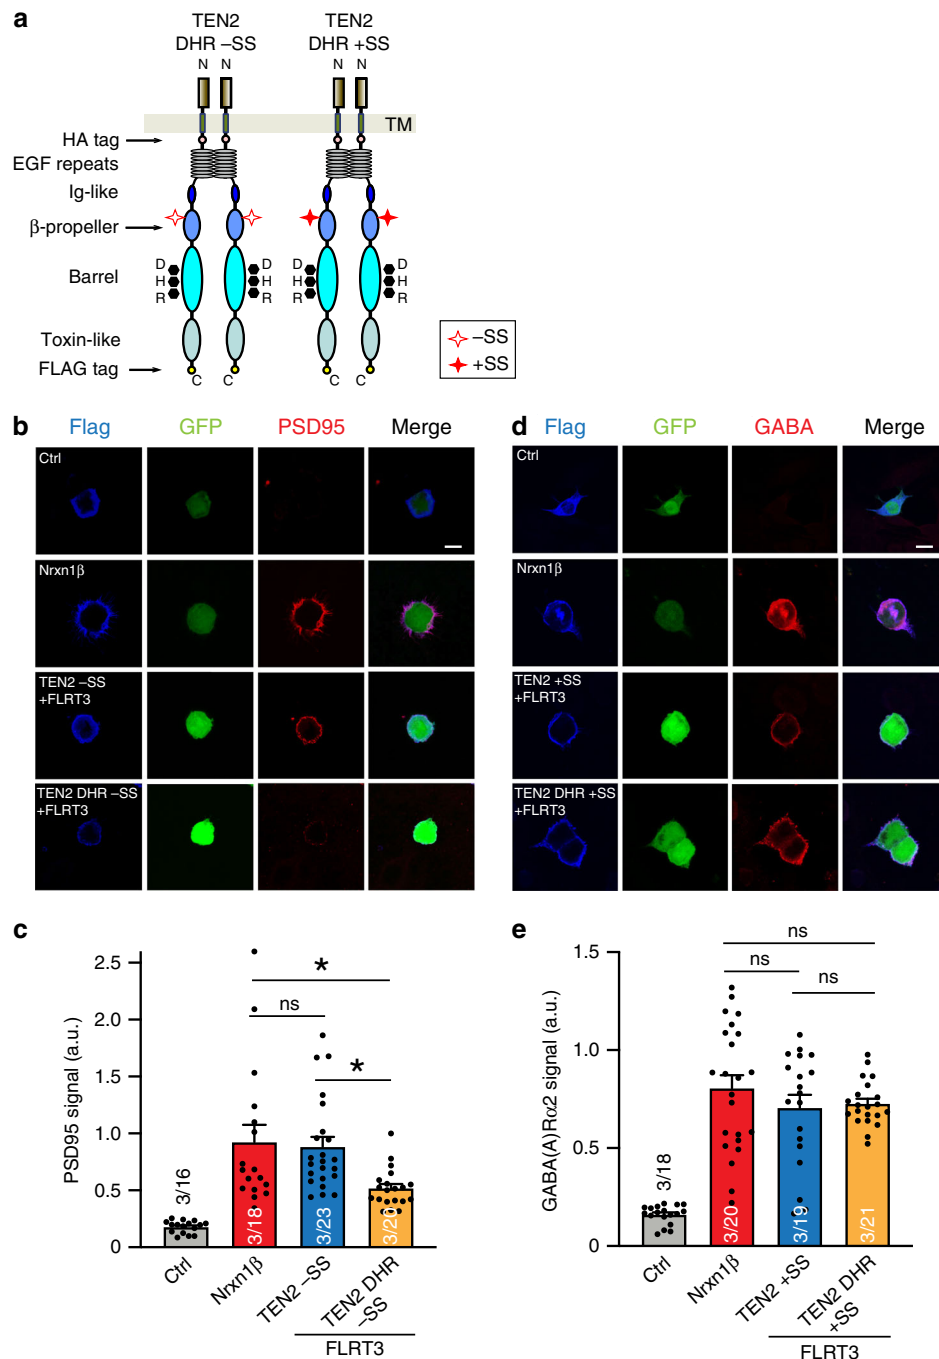 a
TEN2
DHR –SS
TEN2
DHR +SS
N N
N N
TM
HA tag
EGF repeats
Ig-like
β-propeller
Barrel
D
H
R
D
H
R
D
H
R
D
H
R
Toxin-like
FLAG tag
C C
C C
–SS
+SS
b
Flag GFP PSD95 Merge
Ctrl
Nrxn1β
TEN2 –SS
+FLRT3
TEN2 DHR –SS
+FLRT3
d
Flag GFP GABA Merge
Ctrl
Nrxn1β
TEN2 +SS
+FLRT3
TEN2 DHR +SS
+FLRT3
c
PSD95 signal (a.u.)
2.5
2.0
1.5
1.0
0.5
0
*
ns
*
3/16
3/18
3/23
3/20
Ctrl
Nrxn1β
TEN2 –SS
TEN2 DHR
–SS
FLRT3
e
GABA(A)Rα2 signal (a.u.)
1.5
1.0
0.5
0
ns
ns
ns
3/18
3/20
3/19
3/21
Ctrl
Nrxn1β
TEN2 +SS
TEN2 DHR
+SS
FLRT3